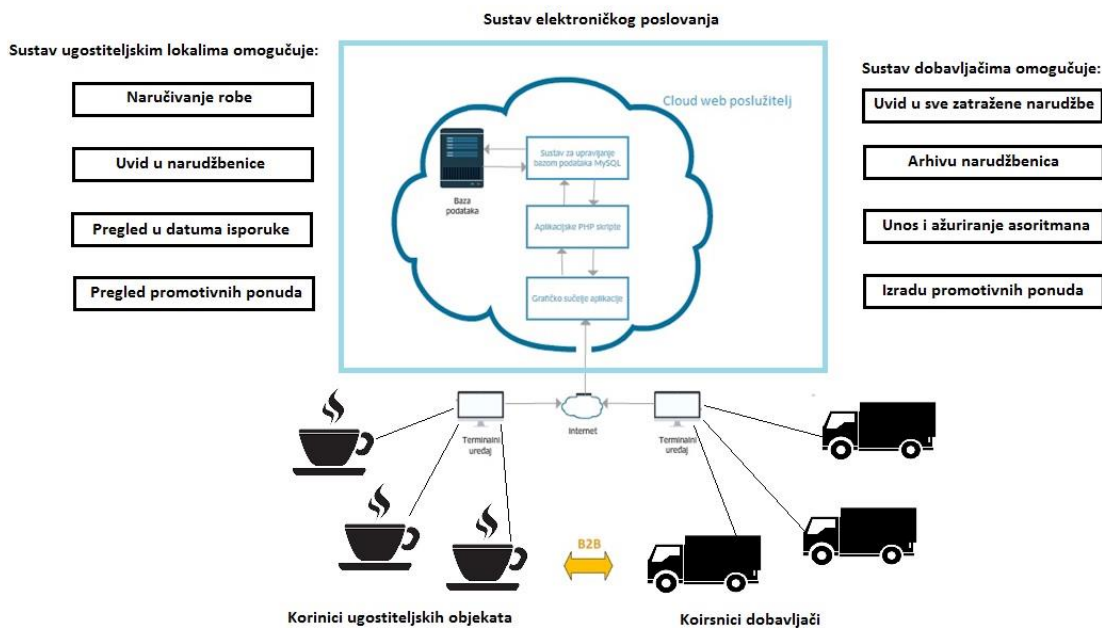 Sustav elektroničkog poslovanja
Sustav ugostiteljskim lokalima omogučuje:
Naručivanje robe
Uvid u narudžbenice
Pregled u datuma isporuke
Pregled promotivnih ponuda
Cloud web poslužitelj
Baza
podataka
Sustav za upravljanje
bazom podataka MySQL
Aplikacijske PHP skripte
Grafičko sučelje aplikacije
Sustav dobavljačima omogučuje:
Uvid u sve zatražene narudžbe
Arhivu narudžbenica
Unos i ažuriranje asoritmana
Izradu promotivnih ponuda
Terminalni
uređaj
Internet
Terminalni
uređaj
B2B
Korinici ugostiteljskih objekata
Koirsnici dobavljači